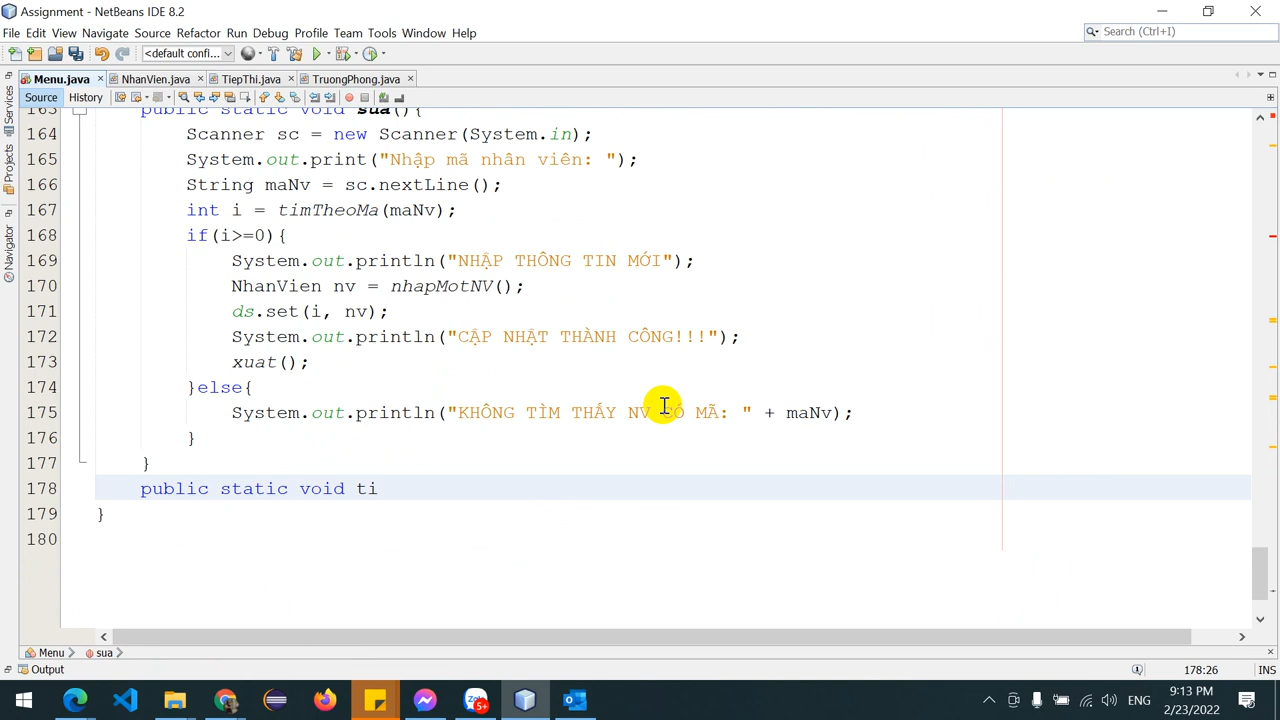 Assignment - NetBeans IDE 8.2
File Edit View Navigate Source Refactor Run Debug Profile Team Tools Window Help
Search (Ctrl+I)
<default confi...
Menu.java NhanVien.java TiepThi.java TruongPhong.java
Source History
Services
Projects
Navigator
163 public static void sua(){
164 Scanner sc = new Scanner(System.in);
165 System.out.print("Nhập mã nhân viên: ");
166 String maNv = sc.nextLine();
167 int i = timTheoMa(maNv);
168 if(i>=0){
169 System.out.println("NHẬP THÔNG TIN MỚI");
170 NhanVien nv = nhapMotNV();
171 ds.set(i, nv);
172 System.out.println("CẬP NHẬT THÀNH CÔNG!!!");
173 xuat();
174 }else{
175 System.out.println("KHÔNG TÌM THẤY NV CÓ MÃ: " + maNv);
176 }
177 }
178 public static void ti
179 }
180
Menu sua
Output 178:26 INS
Zalo 5+ ENG 9:13 PM
2/23/2022